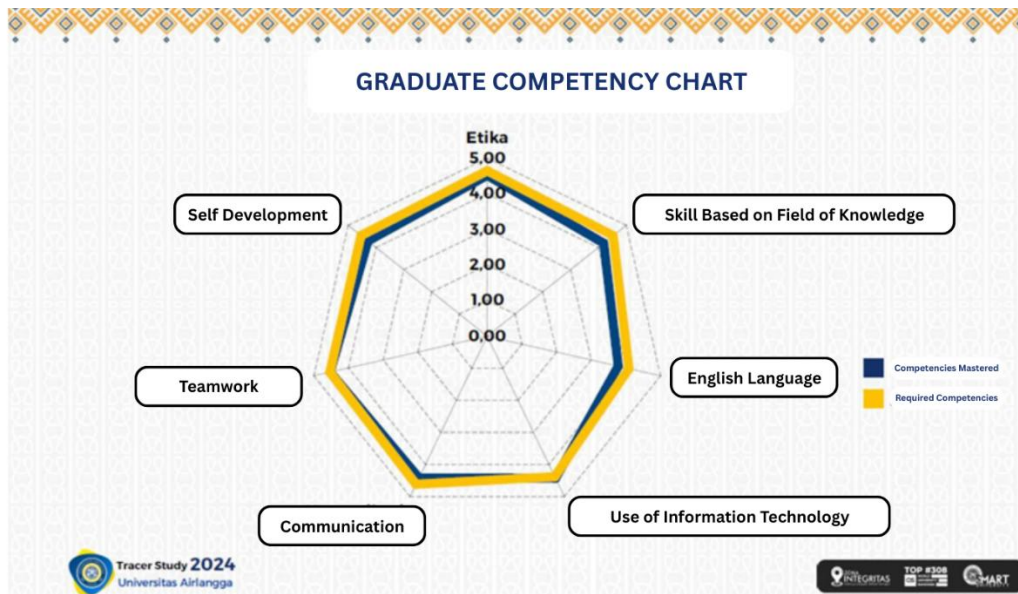 GRADUATE COMPETENCY CHART
Etika
5,00
4,00
3,00
2,00
1,00
0,00
Self Development
Skill Based on Field of Knowledge
Teamwork
English Language
Communication
Use of Information Technology
Competencies Mastered
Required Competencies
Tracer Study 2024
Universitas Airlangga
INTEGRITAS
TOP #308
SMART